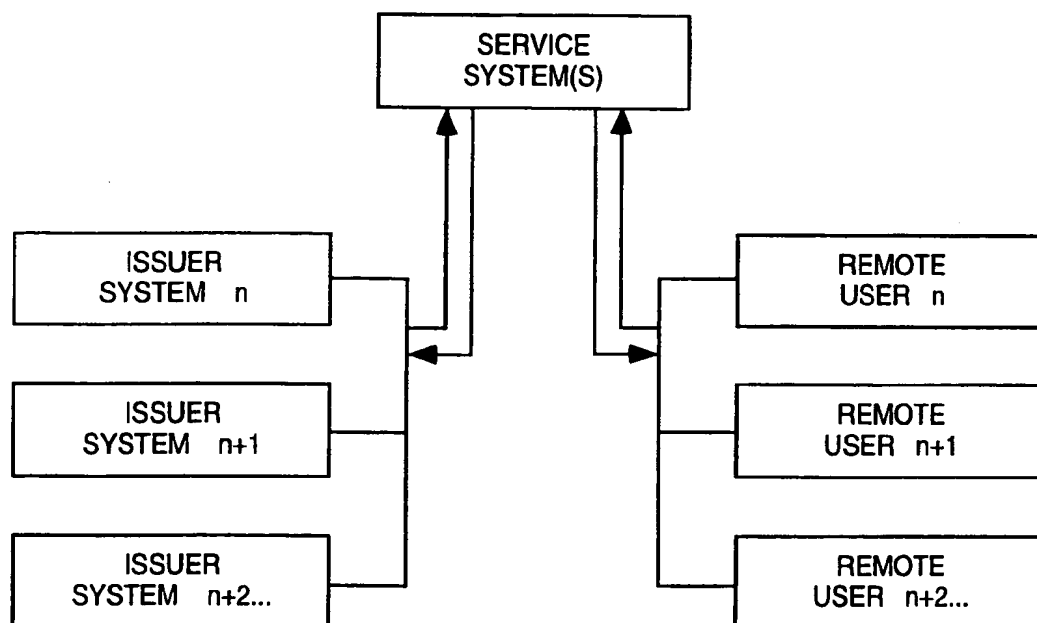 SERVICE
SYSTEM(S)
ISSUER
SYSTEM n
REMOTE
USER n
ISSUER
SYSTEM n+1
REMOTE
USER n+1
ISSUER
SYSTEM n+2...
REMOTE
USER n+2...